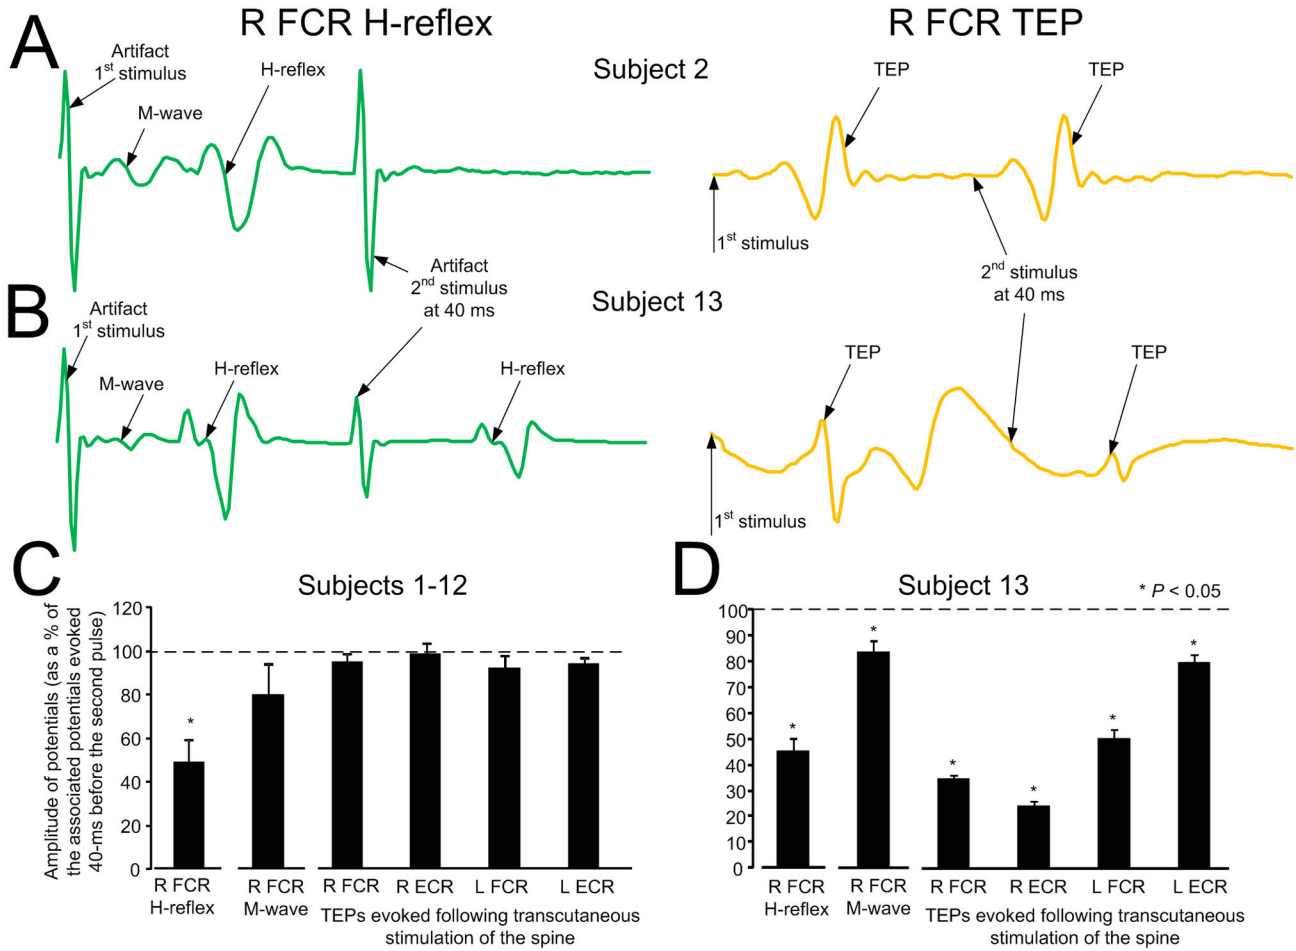 A
R FCR H-reflex
R FCR TEP
Subject 2
Artifact
1st stimulus
M-wave
H-reflex
TEP
TEP
1st stimulus
Artifact
2nd stimulus
at 40 ms
2nd stimulus
at 40 ms
B
Subject 13
Artifact
1st stimulus
M-wave
H-reflex
H-reflex
TEP
TEP
1st stimulus
C
Subjects 1-12
Amplitude of potentials (as a % of
the associated potentials evoked
40-ms before the second pulse)
120
100
80
60
40
20
0
*
R FCR
H-reflex
R FCR
M-wave
R FCR
R ECR
L FCR
L ECR
TEPs evoked following transcutaneous
stimulation of the spine
D
Subject 13
* P < 0.05
100
90
80
70
60
50
40
30
20
10
0
*
*
*
*
*
*
R FCR
H-reflex
R FCR
M-wave
R FCR
R ECR
L FCR
L ECR
TEPs evoked following transcutaneous
stimulation of the spine